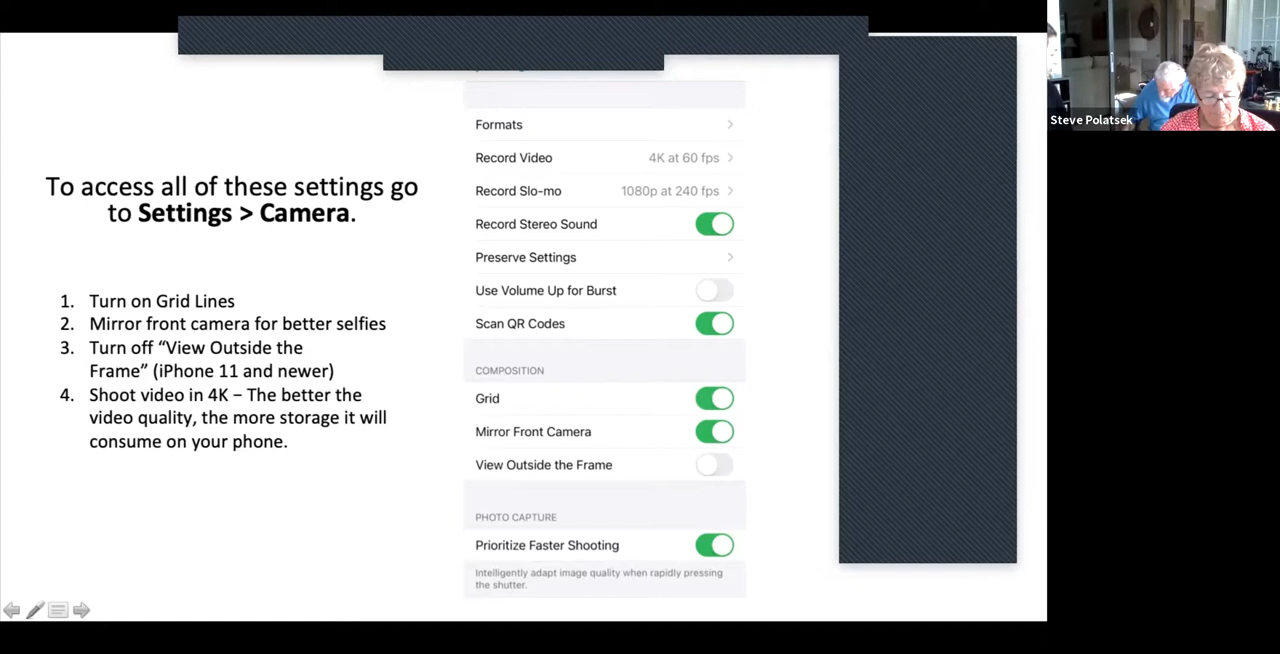 To access all of these settings go
to Settings > Camera.
1. Turn on Grid Lines
2. Mirror front camera for better selfies
3. Turn off “View Outside the
Frame” (iPhone 11 and newer)
4. Shoot video in 4K – The better the
video quality, the more storage it will
consume on your phone.
Formats
Record Video 4K at 60 fps
Record Slo-mo 1080p at 240 fps
Record Stereo Sound
Preserve Settings
Use Volume Up for Burst
Scan QR Codes
COMPOSITION
Grid
Mirror Front Camera
View Outside the Frame
PHOTO CAPTURE
Prioritize Faster Shooting
Intelligently adapt image quality when rapidly pressing
the shutter.
Steve Polatsek